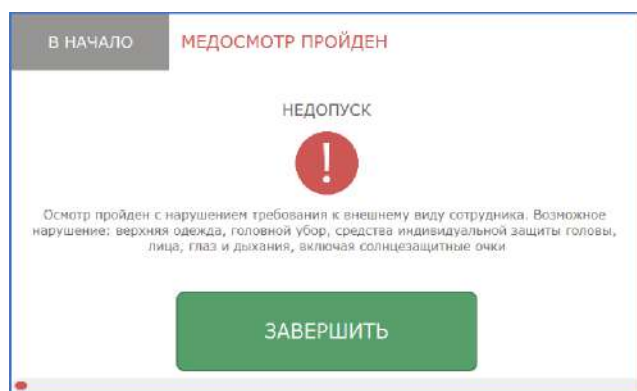 В НАЧАЛО
МЕДОСМОТР ПРОЙДЕН
НЕДОПУСК
!
Осмотр пройден с нарушением требования к внешнему виду сотрудника. Возможное
нарушение: верхняя одежда, головной убор, средства индивидуальной защиты головы,
лица, глаз и дыхания, включая солнцезащитные очки
ЗАВЕРШИТЬ